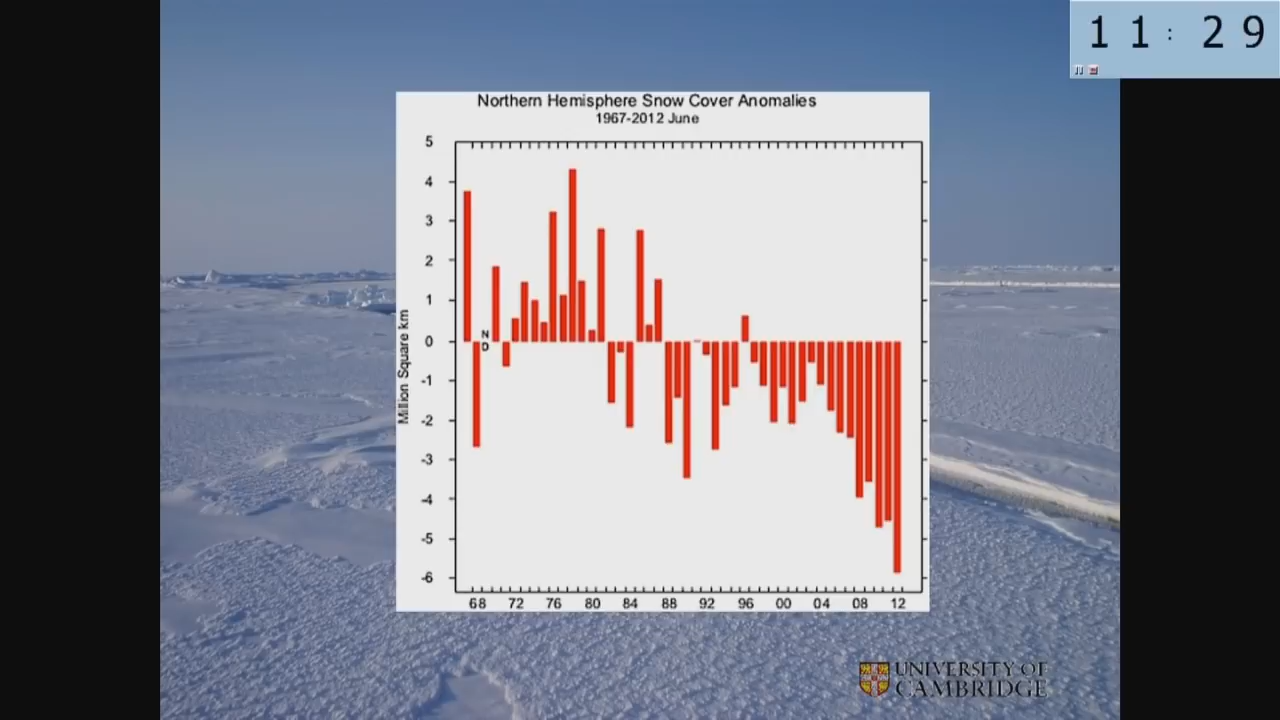 11:29
Northern Hemisphere Snow Cover Anomalies
1967-2012 June
Million Square km
5
4
3
2
1
0
-1
-2
-3
-4
-5
-6
N
D
68 72 76 80 84 88 92 96 00 04 08 12
UNIVERSITY OF
CAMBRIDGE